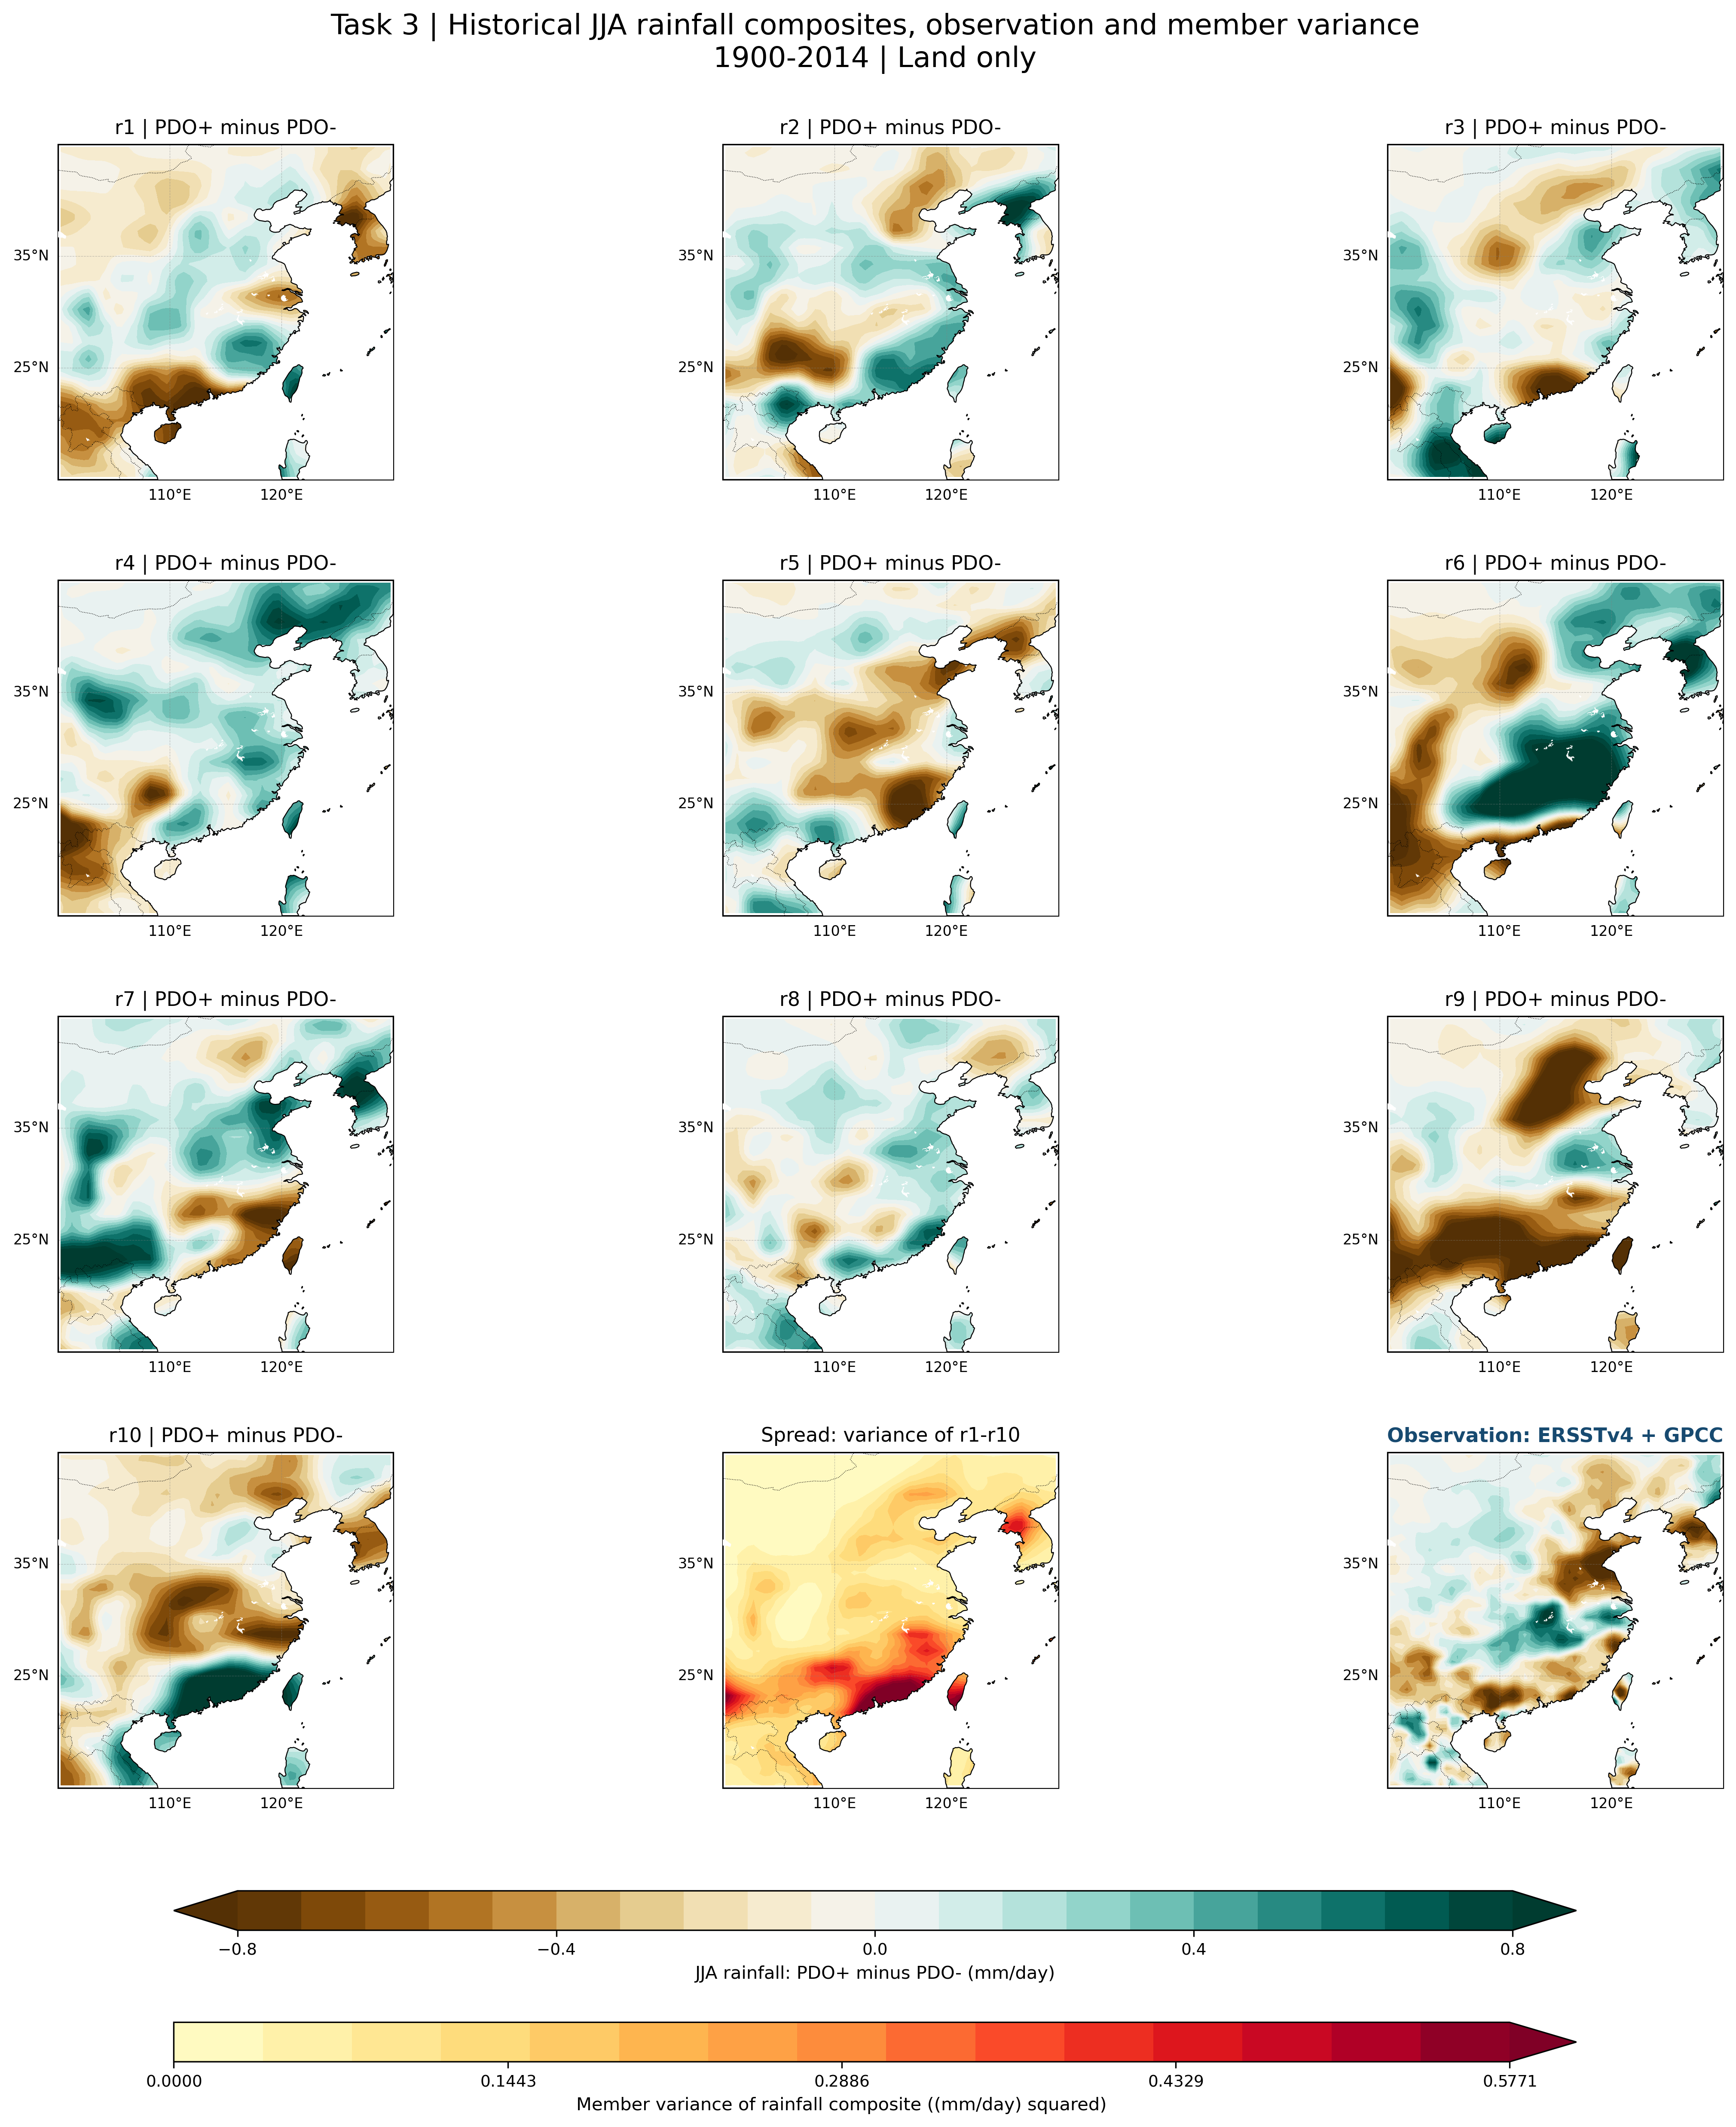 Task 3 | Historical JJA rainfall composites, observation and member variance
1900-2014 | Land only
r1 | PDO+ minus PDO-
r2 | PDO+ minus PDO-
r3 | PDO+ minus PDO-
35°N
35°N
35°N
25°N
25°N
25°N
110°E
120°E
110°E
120°E
110°E
120°E
r4 | PDO+ minus PDO-
r5 | PDO+ minus PDO-
r6 | PDO+ minus PDO-
35°N
35°N
35°N
25°N
25°N
25°N
110°E
120°E
110°E
120°E
110°E
120°E
r7 | PDO+ minus PDO-
r8 | PDO+ minus PDO-
r9 | PDO+ minus PDO-
35°N
35°N
35°N
25°N
25°N
25°N
110°E
120°E
110°E
120°E
110°E
120°E
r10 | PDO+ minus PDO-
Spread: variance of r1-r10
Observation: ERSSTv4 + GPCC
35°N
35°N
35°N
25°N
25°N
25°N
110°E
120°E
110°E
120°E
110°E
120°E
−0.8
−0.4
0.0
0.4
0.8
JJA rainfall: PDO+ minus PDO- (mm/day)
0.0000
0.1443
0.2886
0.4329
0.5771
Member variance of rainfall composite ((mm/day) squared)